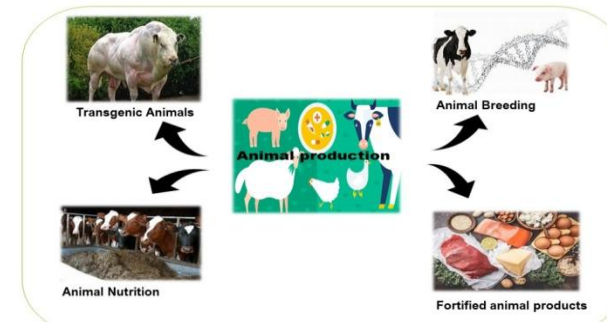 Transgenic Animals
Animal Breeding
Animal production
Animal Nutrition
Fortified animal products